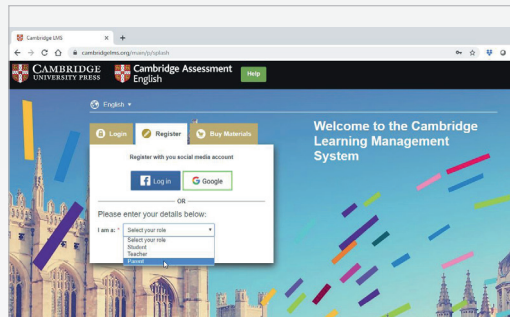 Cambridge LMS
cambridgelms.org/main/p/splash
CAMBRIDGE
UNIVERSITY PRESS
Cambridge Assessment
English
Help
English
Login
Register
Buy Materials
Register with you social media account
Log in
Google
OR
Please enter your details below:
I am a: *
Select your role
Select your role
Student
Teacher
Parent
Welcome to the Cambridge
Learning Management
System